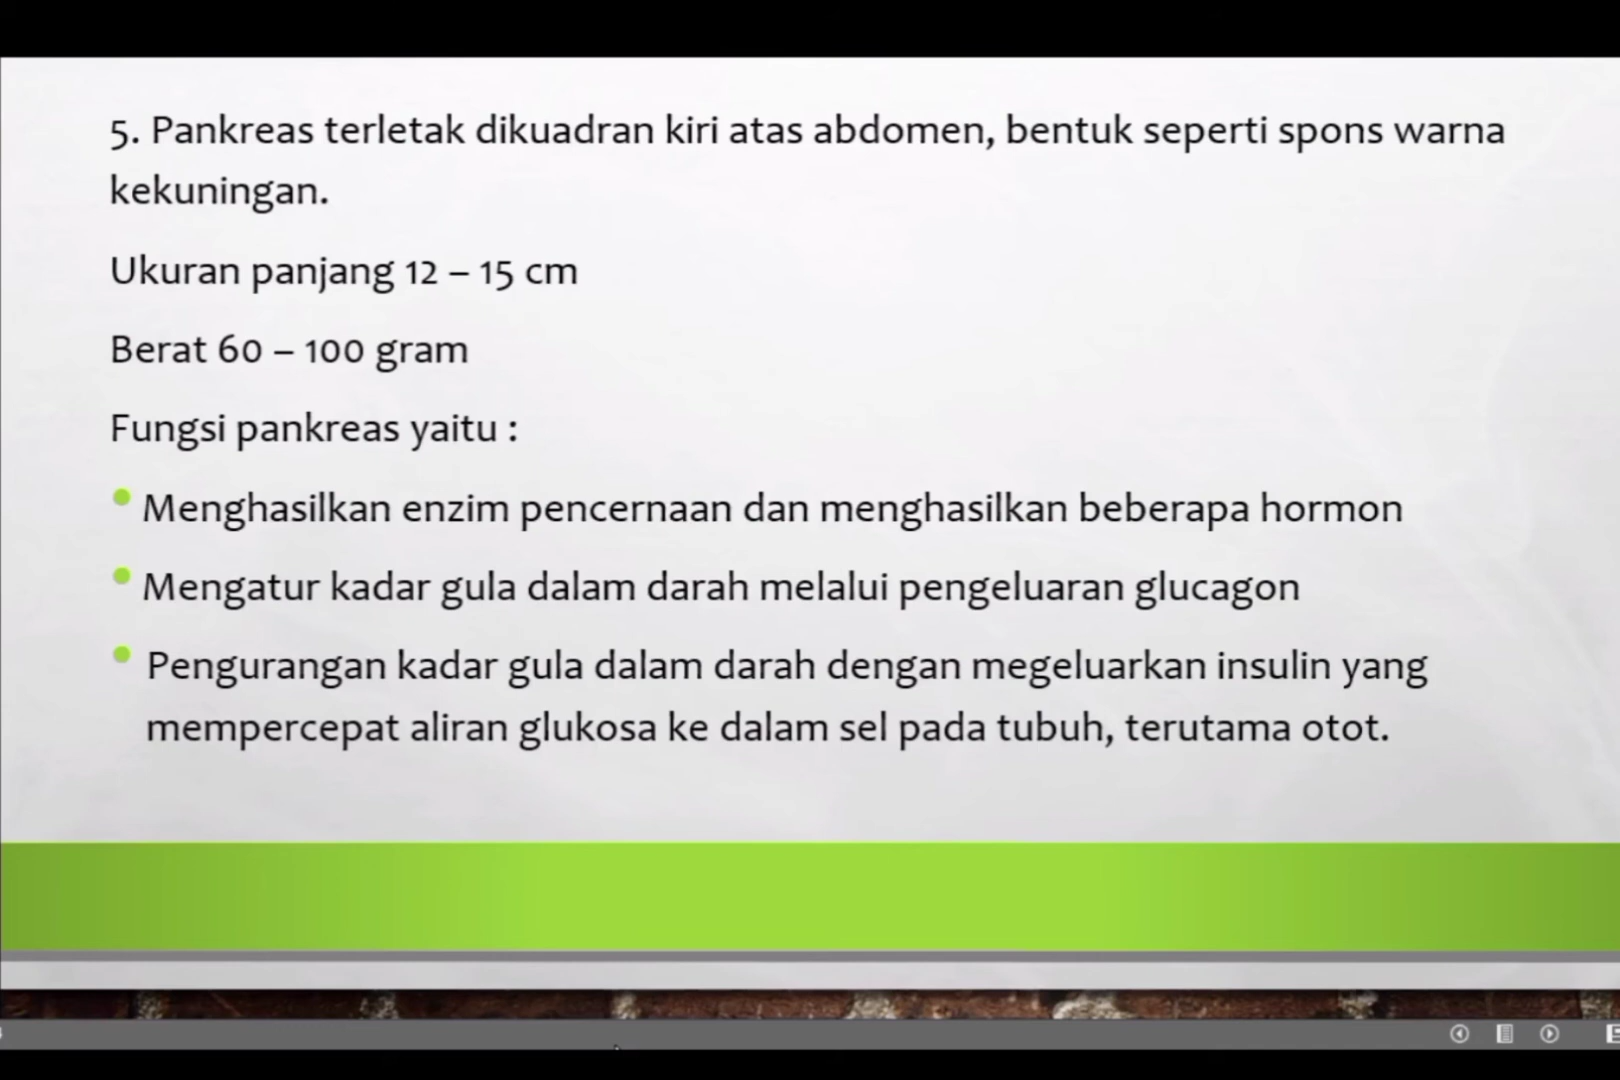 5. Pankreas terletak dikuadran kiri atas abdomen, bentuk seperti spons warna
kekuningan.
Ukuran panjang 12 – 15 cm
Berat 60 – 100 gram
Fungsi pankreas yaitu :
• Menghasilkan enzim pencernaan dan menghasilkan beberapa hormon
• Mengatur kadar gula dalam darah melalui pengeluaran glucagon
• Pengurangan kadar gula dalam darah dengan megeluarkan insulin yang
mempercepat aliran glukosa ke dalam sel pada tubuh, terutama otot.